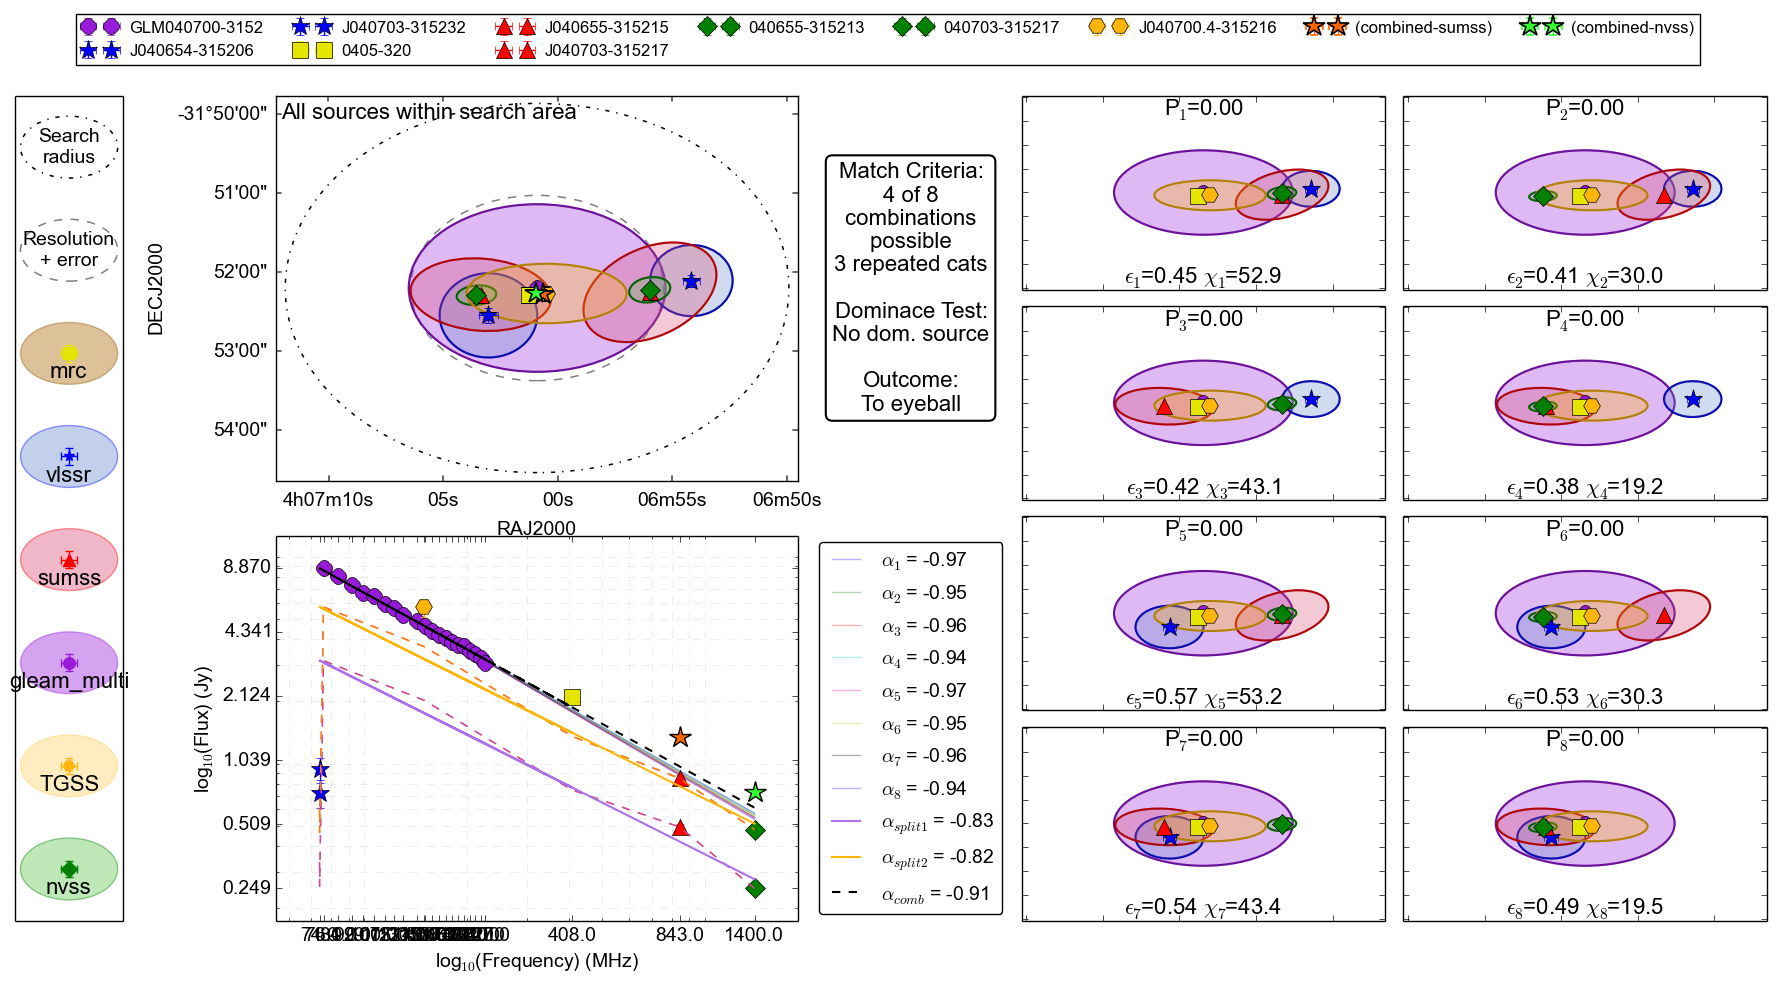 GLM040700-3152
J040703-315232
J040655-315215
040655-315213
040703-315217
J040700.4-315216
(combined-sumss)
(combined-nvss)
J040654-315206
0405-320
J040703-315217
Search
radius
Resolution
+ error
mrc
vlssr
sumss
gleam_multi
TGSS
nvss
All sources within search area
-31°50'00"
51'00"
52'00"
53'00"
54'00"
DECJ2000
4h07m10s
05s
00s
06m55s
06m50s
RAJ2000
Match Criteria:
4 of 8
combinations
possible
3 repeated cats
Dominace Test:
No dom. source
Outcome:
To eyeball
8.870
4.341
2.124
1.039
0.509
0.249
log10(Flux) (Jy)
408.0
843.0
1400.0
log10(Frequency) (MHz)
α1 = -0.97
α2 = -0.95
α3 = -0.96
α4 = -0.94
α5 = -0.97
α6 = -0.95
α7 = -0.96
α8 = -0.94
αsplit1 = -0.83
αsplit2 = -0.82
αcomb = -0.91
P1=0.00
ϵ1=0.45 χ1=52.9
P2=0.00
ϵ2=0.41 χ2=30.0
P3=0.00
ϵ3=0.42 χ3=43.1
P4=0.00
ϵ4=0.38 χ4=19.2
P5=0.00
ϵ5=0.57 χ5=53.2
P6=0.00
ϵ6=0.53 χ6=30.3
P7=0.00
ϵ7=0.54 χ7=43.4
P8=0.00
ϵ8=0.49 χ8=19.5